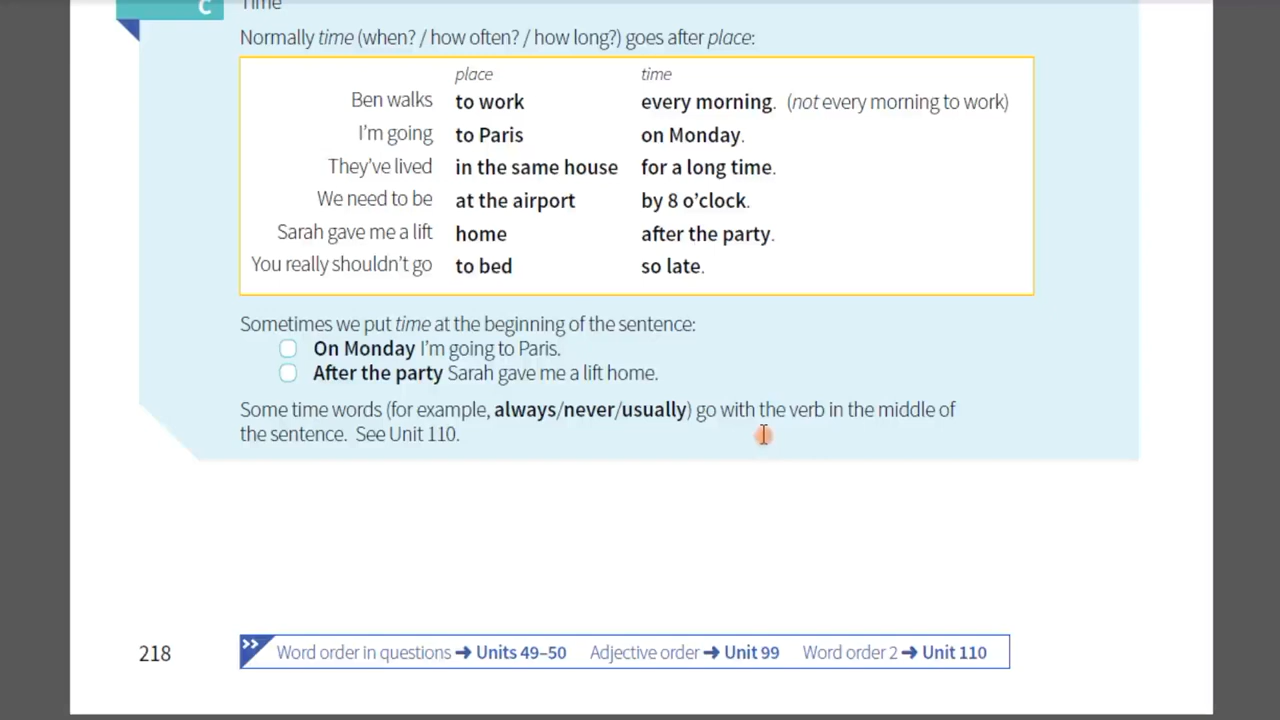 C Time
Normally time (when? / how often? / how long?) goes after place:
place time
Ben walks to work every morning. (not every morning to work)
I'm going to Paris on Monday.
They've lived in the same house for a long time.
We need to be at the airport by 8 o'clock.
Sarah gave me a lift home after the party.
You really shouldn't go to bed so late.
Sometimes we put time at the beginning of the sentence:
On Monday I'm going to Paris.
After the party Sarah gave me a lift home.
Some time words (for example, always/never/usually) go with the verb in the middle of
the sentence. See Unit 110.
218 Word order in questions ➜ Units 49–50 Adjective order ➜ Unit 99 Word order 2 ➜ Unit 110